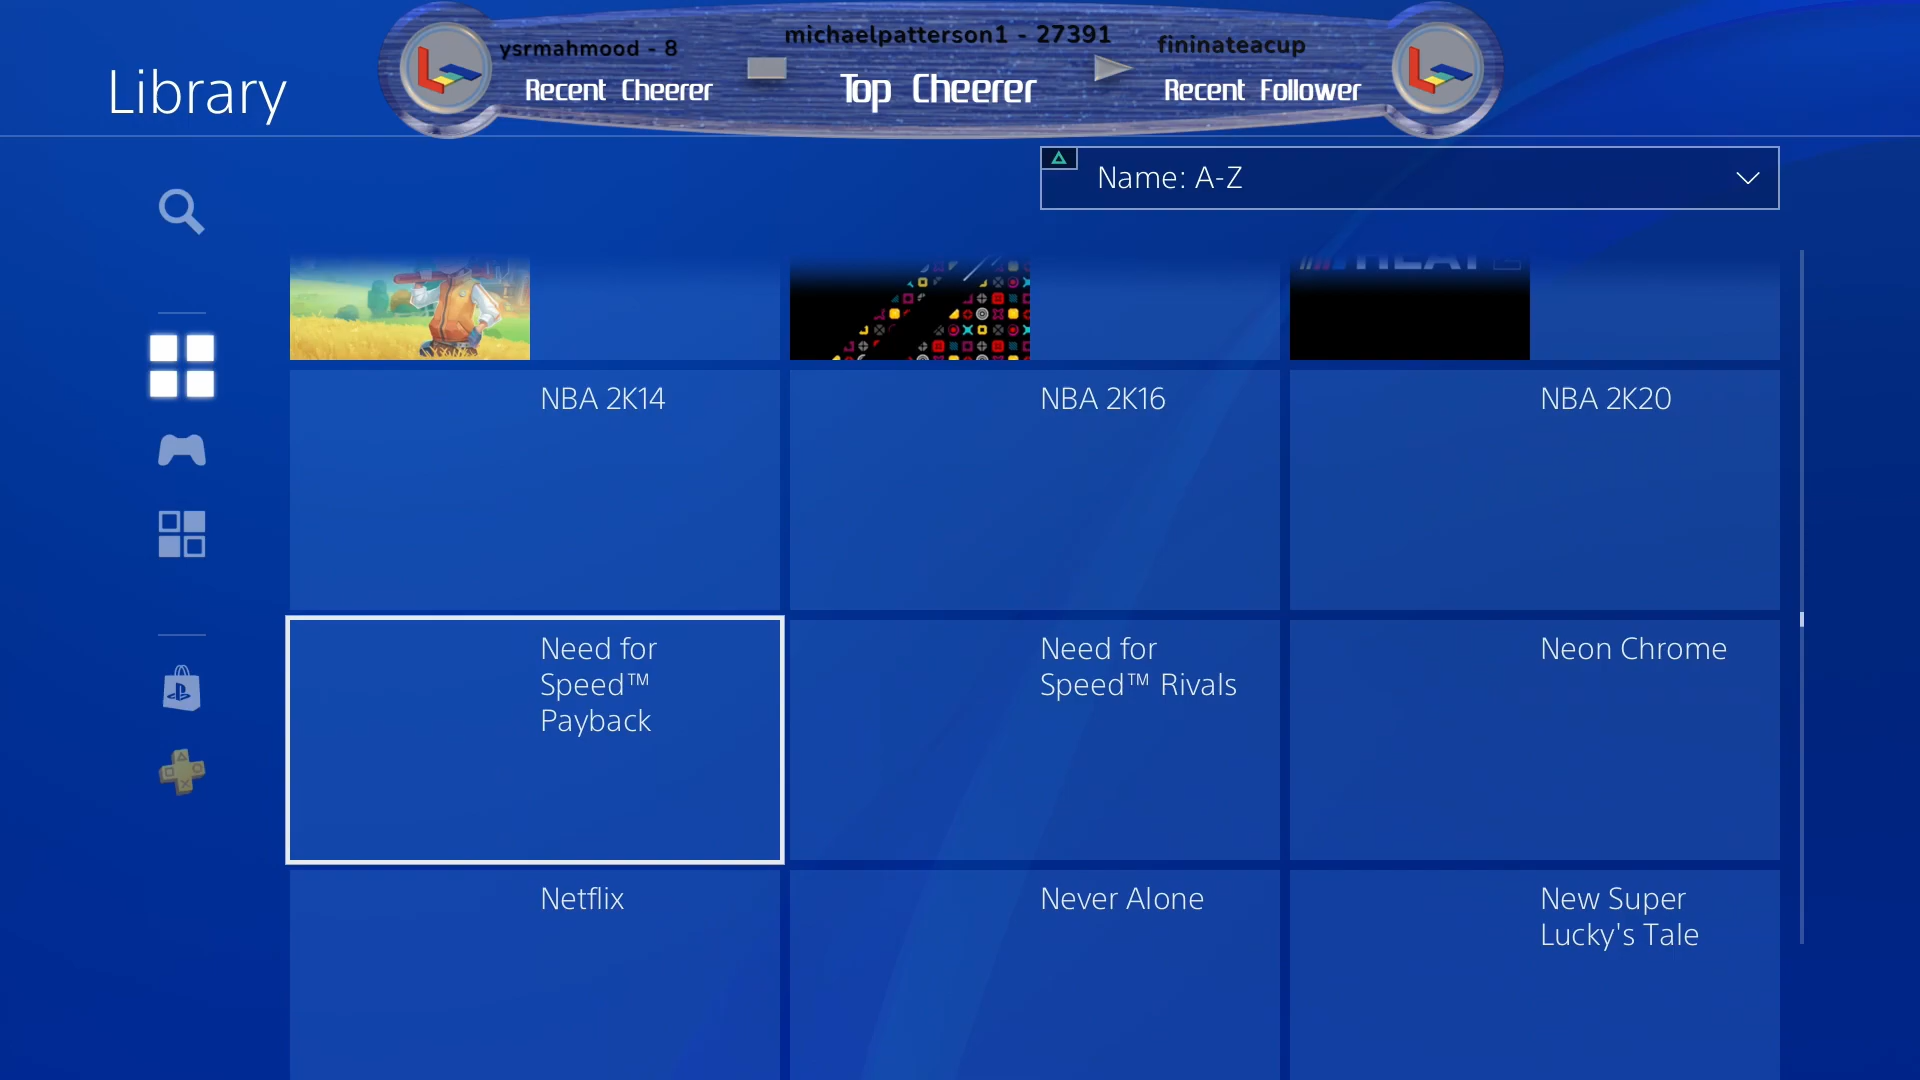 Library
ysrmahmood - 8
Recent Cheerer
michaelpatterson1 - 27391
Top Cheerer
fininateacup
Recent Follower
Name: A-Z
HEAT
NBA 2K14
NBA 2K16
NBA 2K20
Need for
Speed™
Payback
Need for
Speed™ Rivals
Neon Chrome
Netflix
Never Alone
New Super
Lucky's Tale